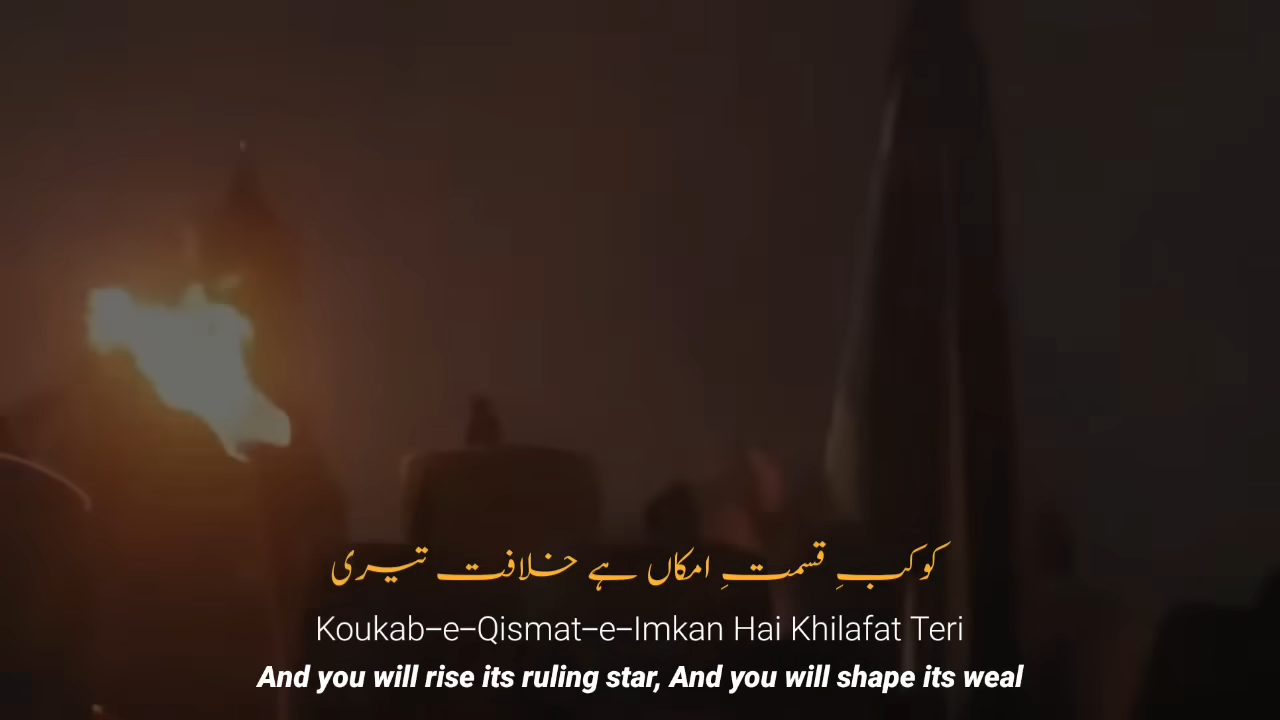 کوکبِ قسمتِ امکاں ہے خلافت تیری
Koukab–e–Qismat–e–Imkan Hai Khilafat Teri
And you will rise its ruling star, And you will shape its weal